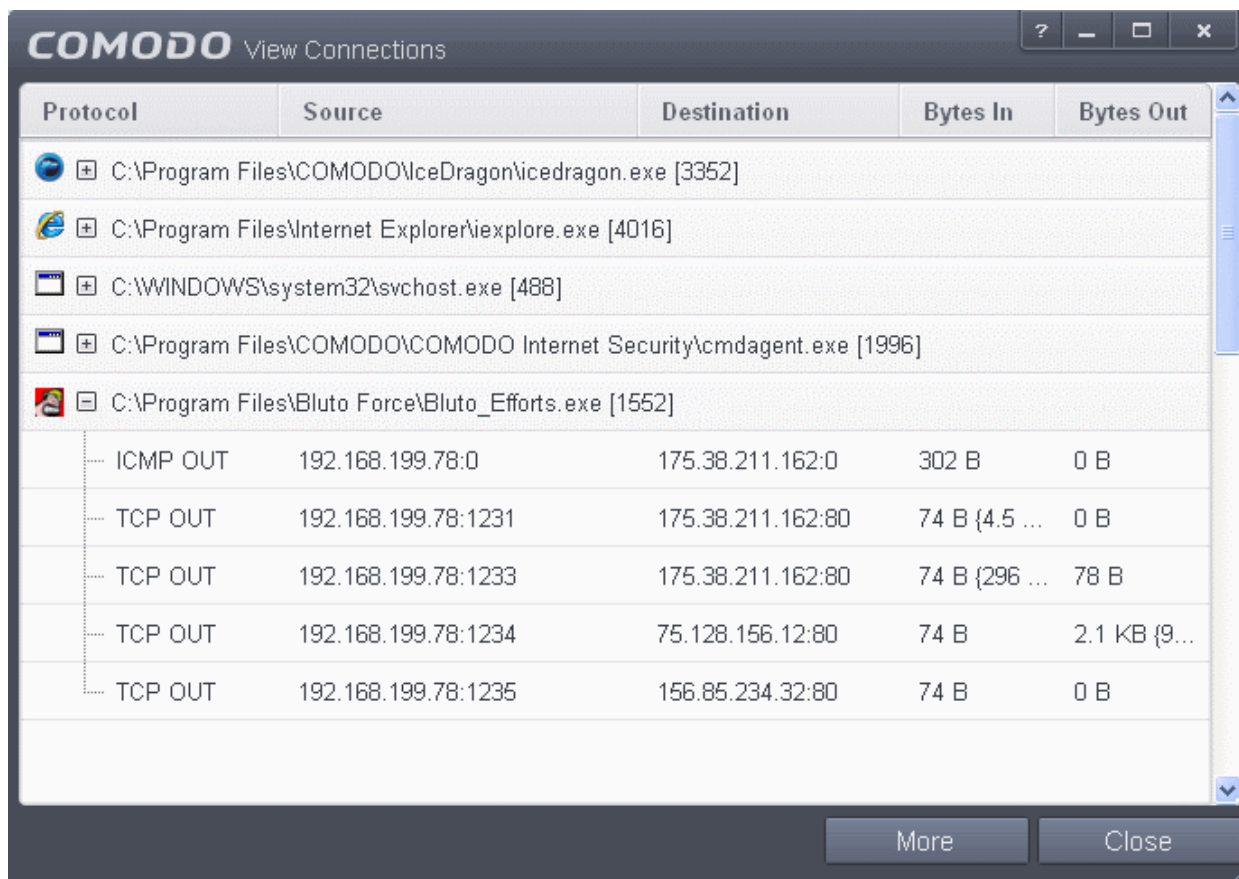 COMODO View Connections ?
Protocol Source Destination Bytes In Bytes Out
C:\Program Files\COMODO\IceDragon\icedragon.exe [3352]
C:\Program Files\Internet Explorer\iexplore.exe [4016]
C:\WINDOWS\system32\svchost.exe [488]
C:\Program Files\COMODO\COMODO Internet Security\cmdagent.exe [1996]
C:\Program Files\Bluto Force\Bluto_Efforts.exe [1552]
ICMP OUT 192.168.199.78:0 175.38.211.162:0 302 B 0 B
TCP OUT 192.168.199.78:1231 175.38.211.162:80 74 B {4.5 ... 0 B
TCP OUT 192.168.199.78:1233 175.38.211.162:80 74 B {296 ... 78 B
TCP OUT 192.168.199.78:1234 75.128.156.12:80 74 B 2.1 KB {9...
TCP OUT 192.168.199.78:1235 156.85.234.32:80 74 B 0 B
More Close